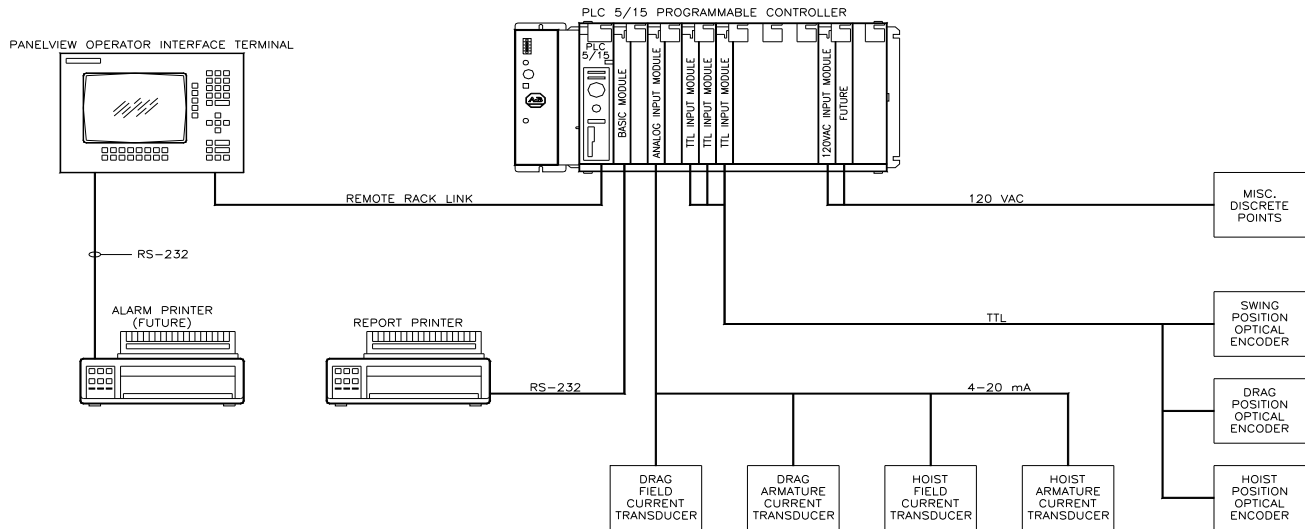 PLC 5/15 PROGRAMMABLE CONTROLLER
PANELVIEW OPERATOR INTERFACE TERMINAL
PLC
5/15
A-B
BASIC MODULE
ANALOG INPUT MODULE
TTL INPUT MODULE
TTL INPUT MODULE
TTL INPUT MODULE
120VAC INPUT MODULE
FUTURE
REMOTE RACK LINK
120 VAC
MISC.
DISCRETE
POINTS
RS-232
ALARM PRINTER
(FUTURE)
REPORT PRINTER
TTL
SWING
POSITION
OPTICAL
ENCODER
RS-232
4-20 mA
DRAG
POSITION
OPTICAL
ENCODER
DRAG
FIELD
CURRENT
TRANSDUCER
DRAG
ARMATURE
CURRENT
TRANSDUCER
HOIST
FIELD
CURRENT
TRANSDUCER
HOIST
ARMATURE
CURRENT
TRANSDUCER
HOIST
POSITION
OPTICAL
ENCODER